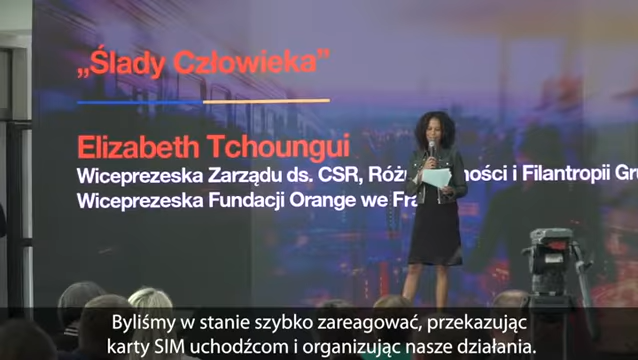 „Ślady Człowieka”
Elizabeth Tchoungui
Wiceprezeska Zarządu ds. CSR, i Filantropii
Wiceprezeska Fundacji Orange we
Byliśmy w stanie szybko zareagować, przekazując
karty SIM uchodźcom i organizując nasze działania.